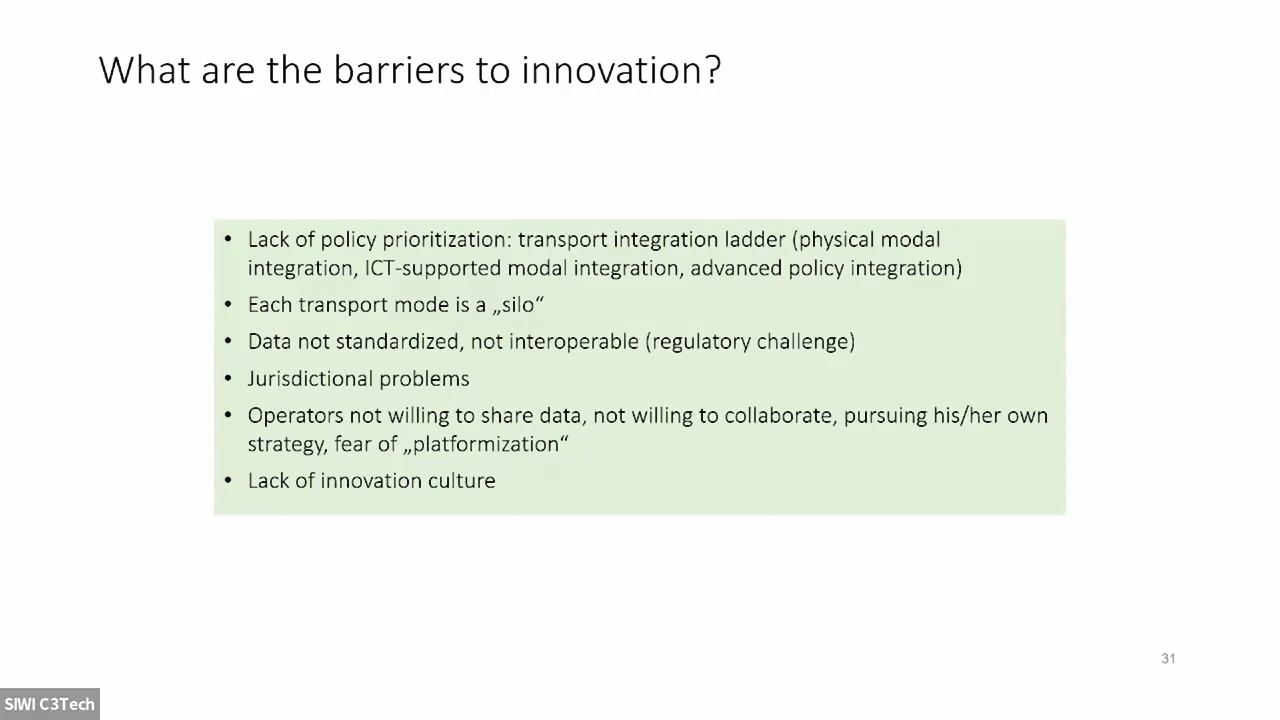 What are the barriers to innovation?
• Lack of policy prioritization: transport integration ladder (physical modal
integration, ICT-supported modal integration, advanced policy integration)
• Each transport mode is a „silo“
• Data not standardized, not interoperable (regulatory challenge)
• Jurisdictional problems
• Operators not willing to share data, not willing to collaborate, pursuing his/her own
strategy, fear of „platformization“
• Lack of innovation culture
31
SIWI C3Tech